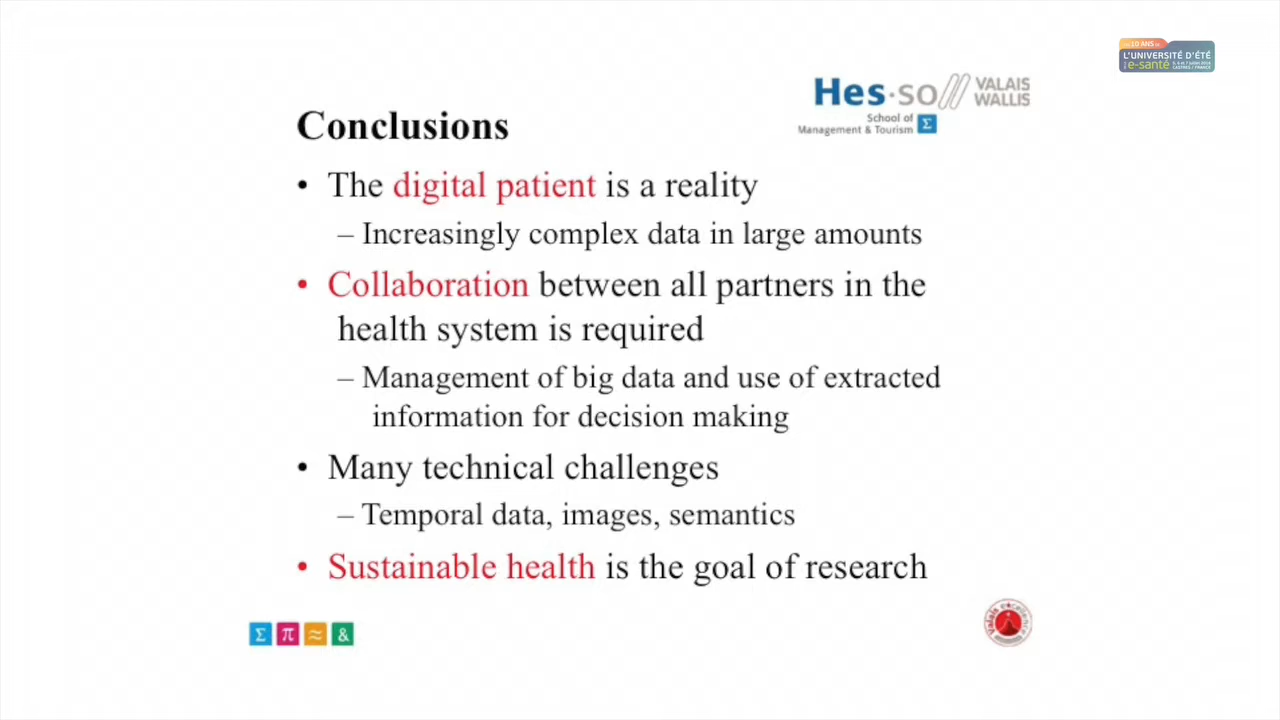 L'UNIVERSITÉ D'ÉTÉ
e-santé
Hes·so VALAIS
WALLIS
School of
Management & Tourism Σ
Conclusions
• The digital patient is a reality
– Increasingly complex data in large amounts
• Collaboration between all partners in the
health system is required
– Management of big data and use of extracted
information for decision making
• Many technical challenges
– Temporal data, images, semantics
• Sustainable health is the goal of research
Σ π ≈ &
Valais excellence